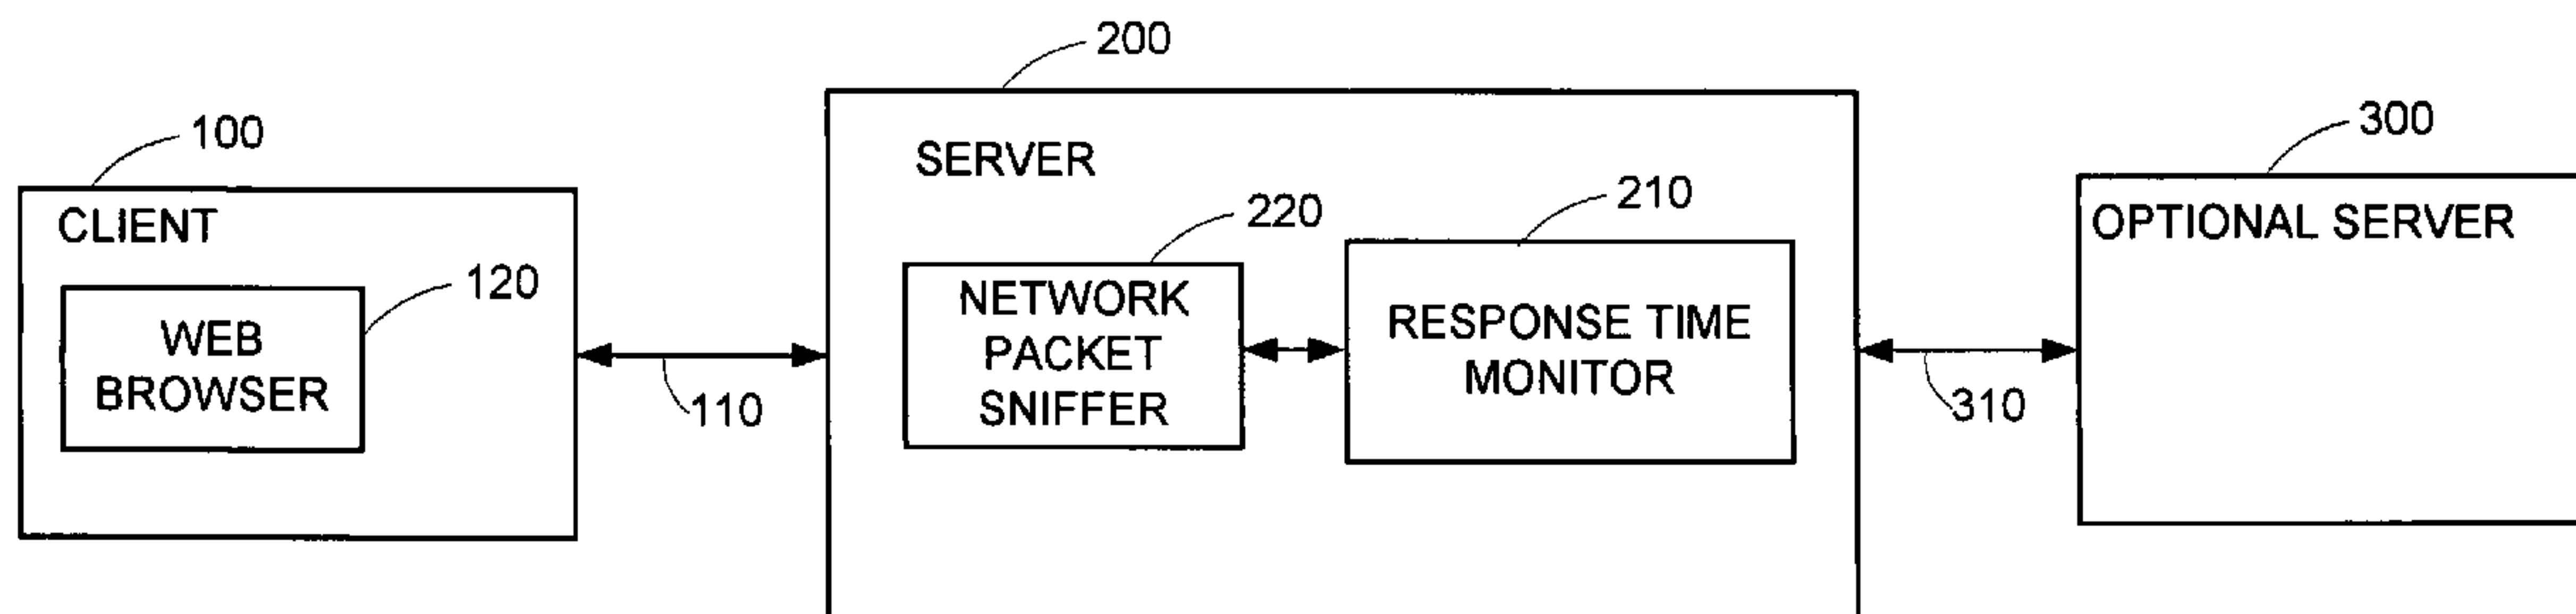 200
100
300
SERVER
CLIENT
220
210
OPTIONAL SERVER
120
WEB
BROWSER
NETWORK
PACKET
SNIFFER
RESPONSE TIME
MONITOR
110
310